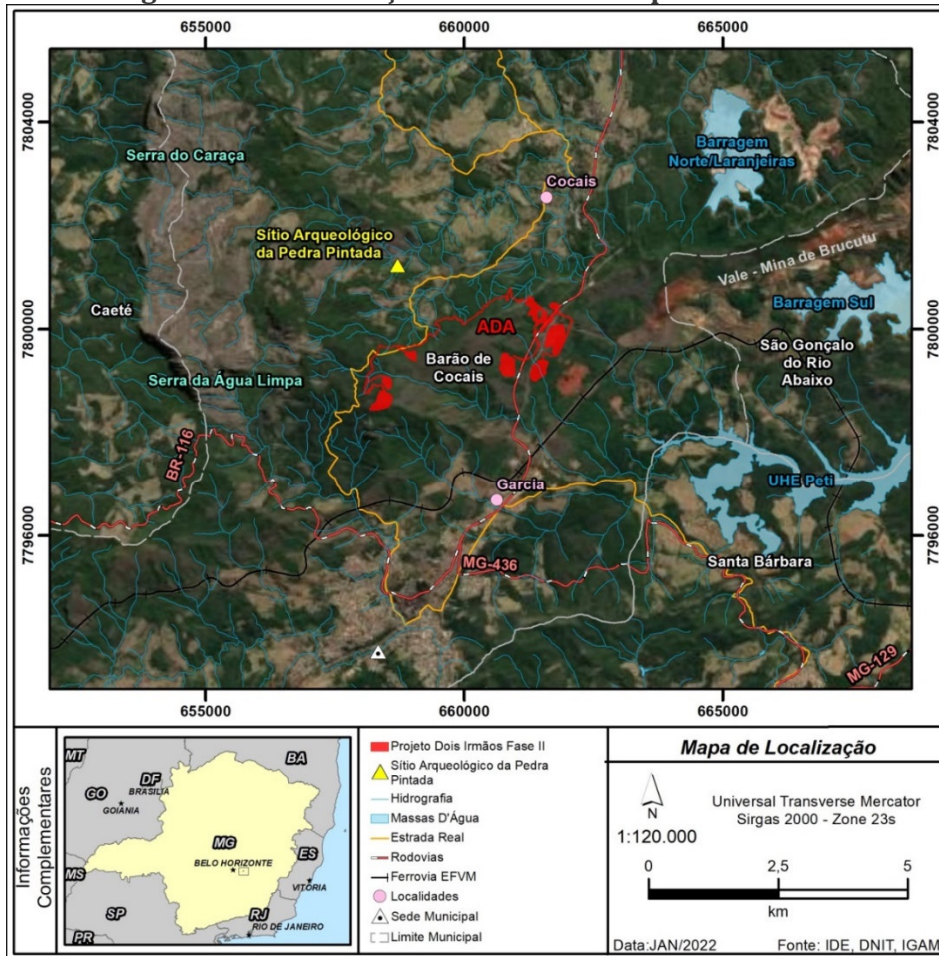 655000
660000
665000
7804000
7804000
Serra do Caraça
Barragem
Norte/Laranjeiras
Cocais
Sítio Arqueológico
da Pedra Pintada
Vale - Mina de Brucutu
Caeté
Barragem Sul
7800000
7800000
ADA
Barão de
Cocais
São Gonçalo
do Rio
Abaixo
Serra da Água Limpa
BR-116
Garcia
UHE Peti
7796000
7796000
MG-436
Santa Bárbara
MG-129
655000
660000
665000
Informações
Complementares
MT
BA
DF
BRASILIA
GO
GOIÂNIA
MG
BELO HORIZONTE
ES
VITÓRIA
MS
SP
RJ
RIO DE JANEIRO
PR
Projeto Dois Irmãos Fase II
Sítio Arqueológico da Pedra
Pintada
Hidrografia
Massas D'Água
Estrada Real
Rodovias
Ferrovia EFVM
Localidades
Sede Municipal
Limite Municipal
Mapa de Localização
N
1:120.000
Universal Transverse Mercator
Sirgas 2000 - Zone 23s
0 2,5 5
km
Data:JAN/2022 Fonte: IDE, DNIT, IGAM